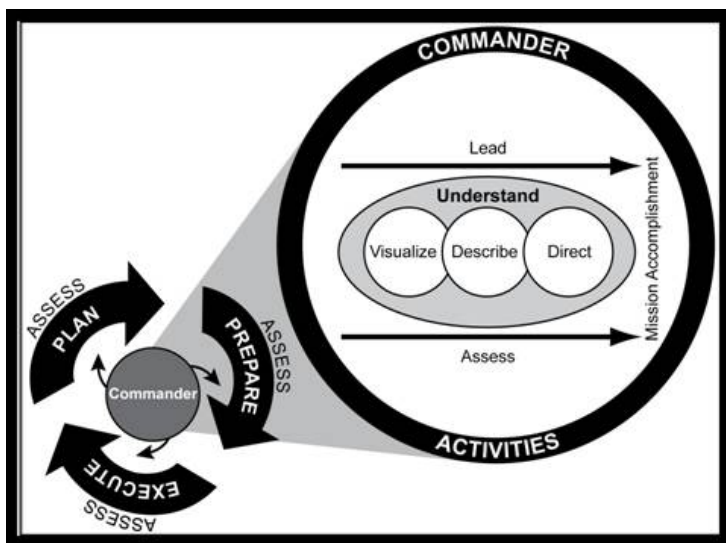 COMMANDER
Lead
Understand
Visualize
Describe
Direct
Mission Accomplishment
Assess
ACTIVITIES
ASSESS
PLAN
ASSESS
PREPARE
Commander
EXECUTE
ASSESS